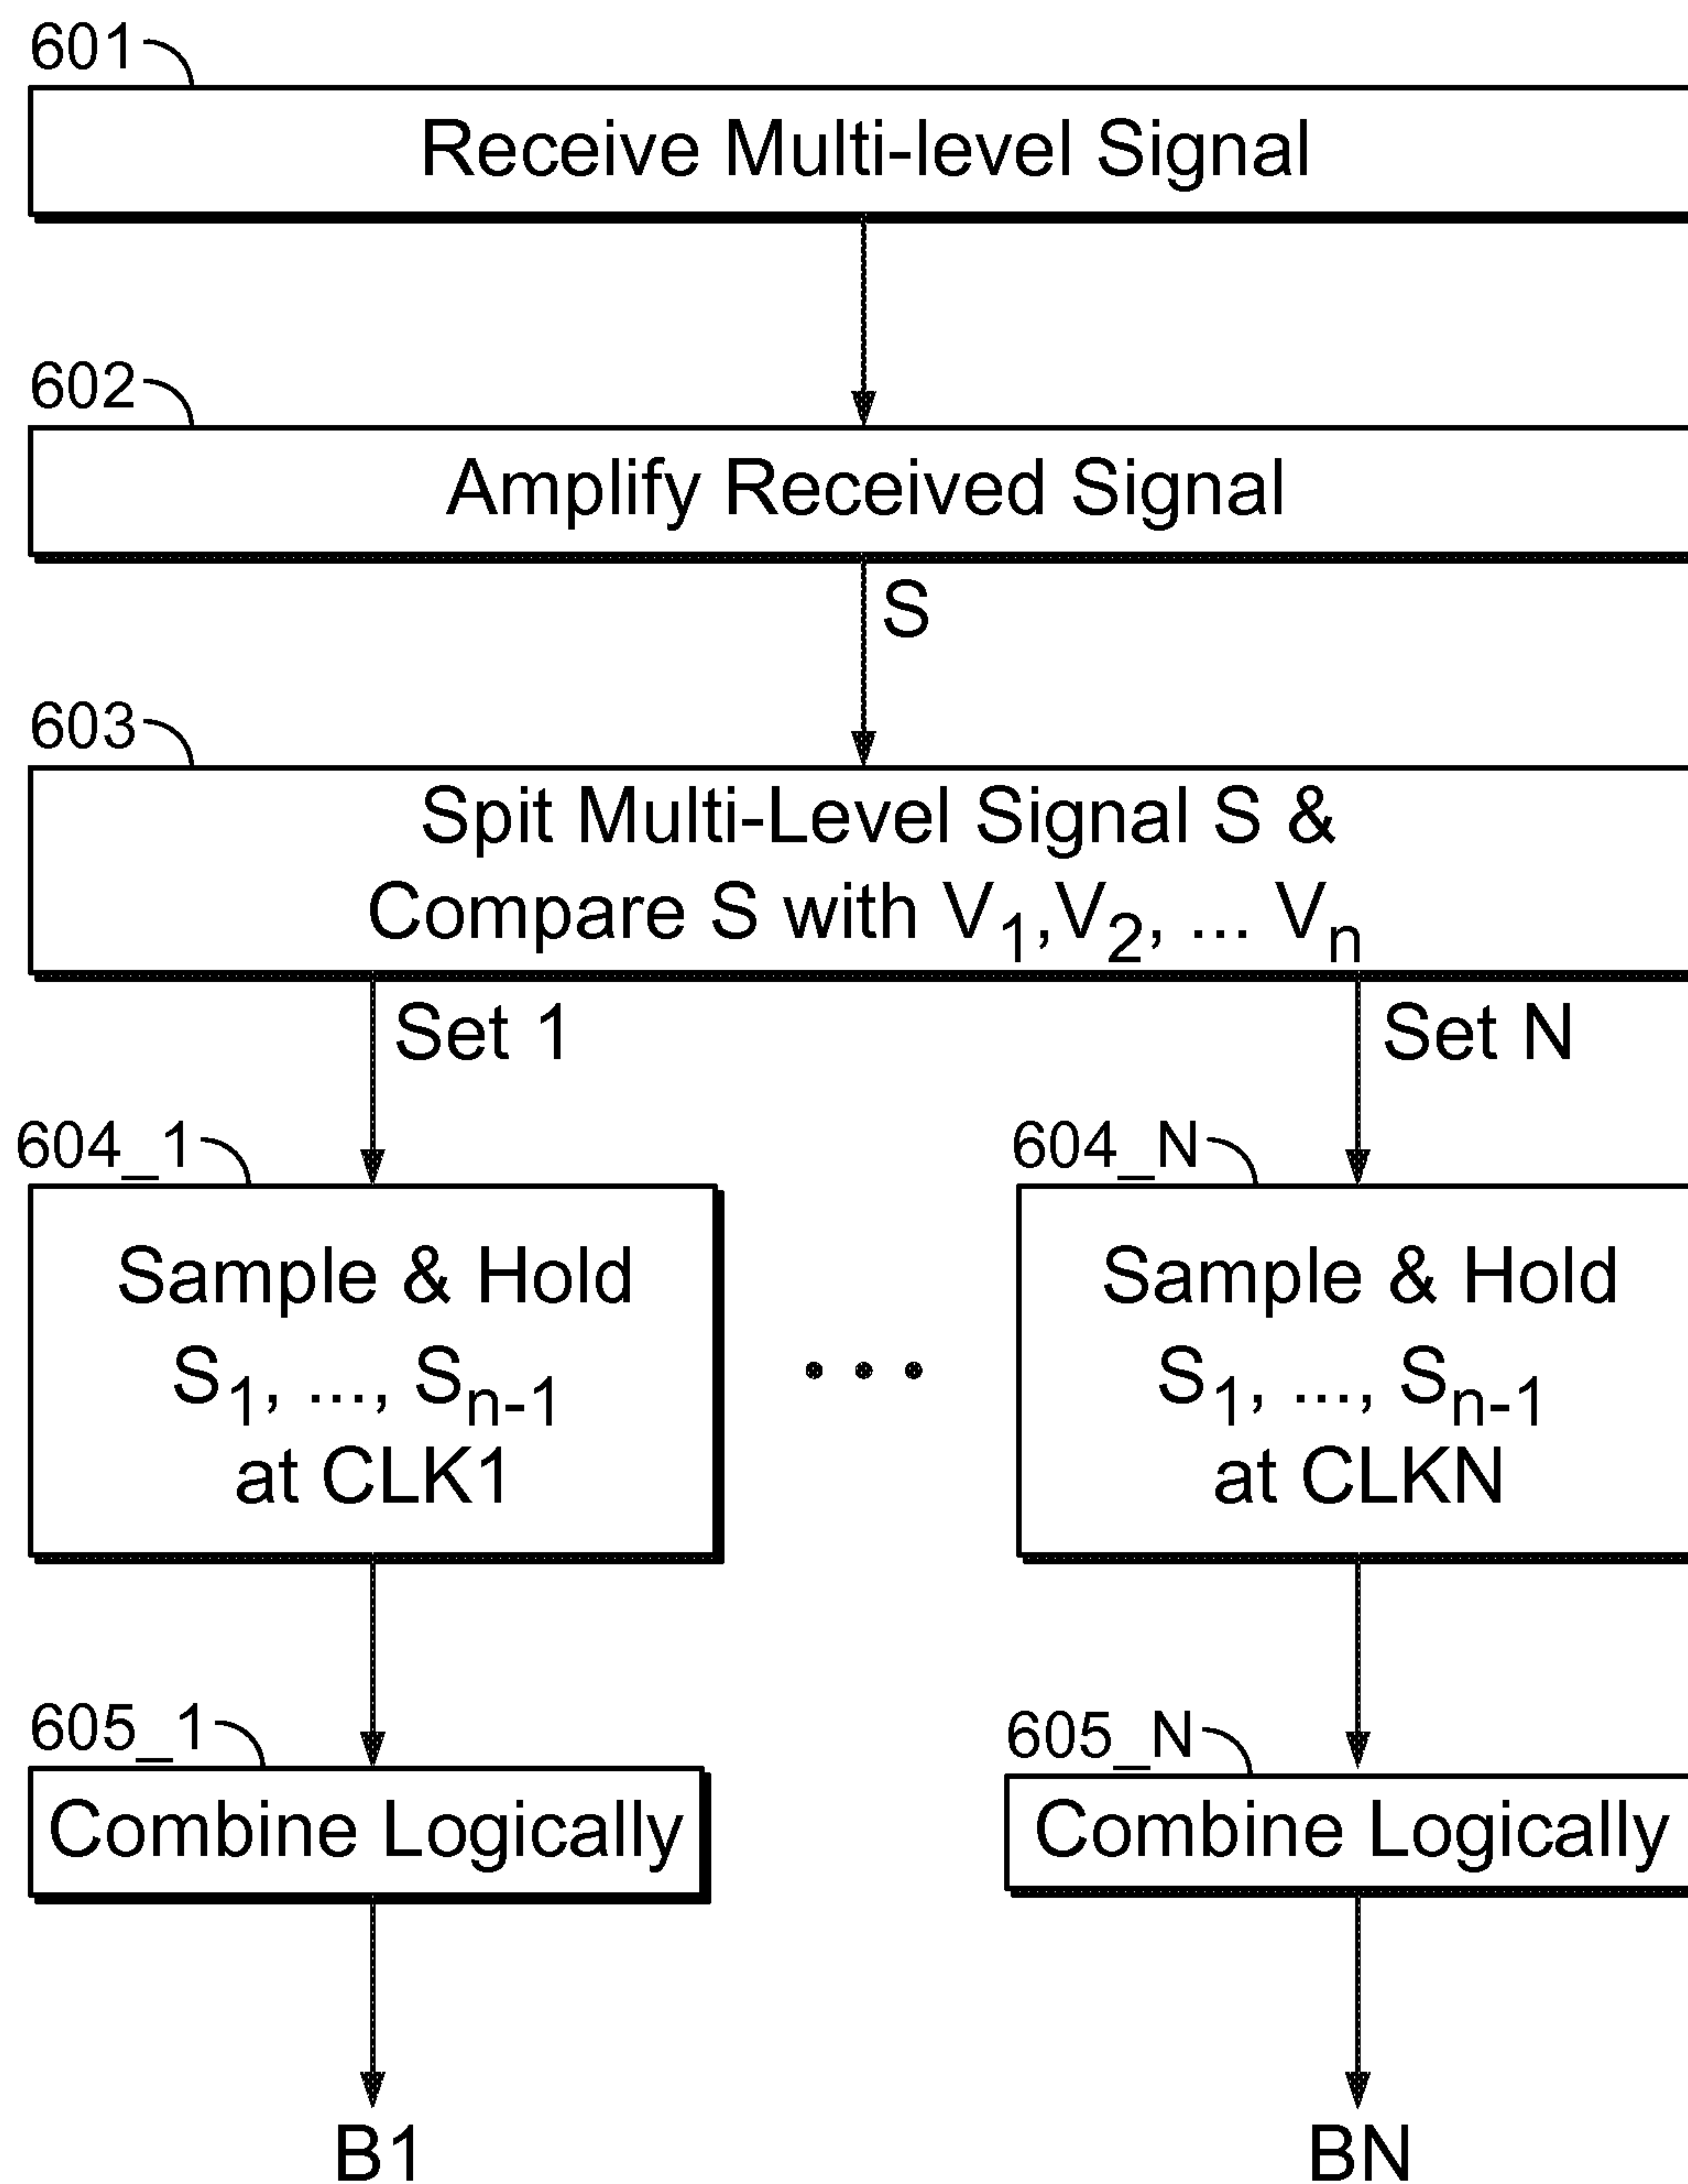 601
Receive Multi-level Signal
602
Amplify Received Signal
S
603
Spit Multi-Level Signal S &
Compare S with V1,V2, ... Vn
Set 1
Set N
604_1
604_N
Sample & Hold
S1, ..., Sn-1
at CLK1
Sample & Hold
S1, ..., Sn-1
at CLKN
605_1
605_N
Combine Logically
Combine Logically
B1
BN